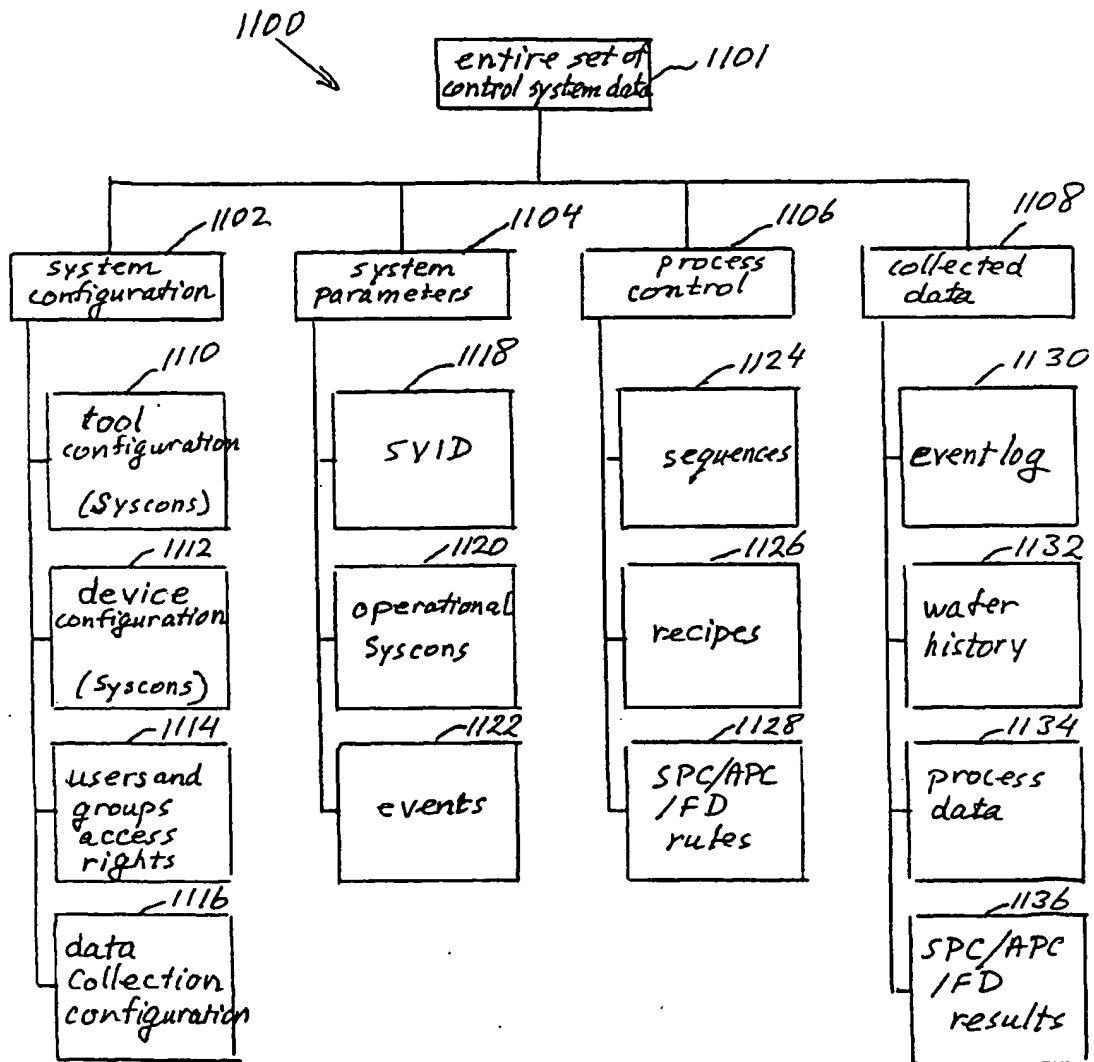 1100
entire set of
control system data
1101
1102
system
configuration
1104
system
parameters
1106
process
control
1108
collected
data
1110
tool
configuration
(Syscons)
1118
SVID
1124
sequences
1130
event log
1112
device
configuration
(Syscons)
1120
operational
Syscons
1126
recipes
1132
wafer
history
1114
users and
groups
access
rights
1122
events
1128
SPC/APC
/FD
rules
1134
process
data
1116
data
Collection
configuration
1136
SPC/APC
/FD
results